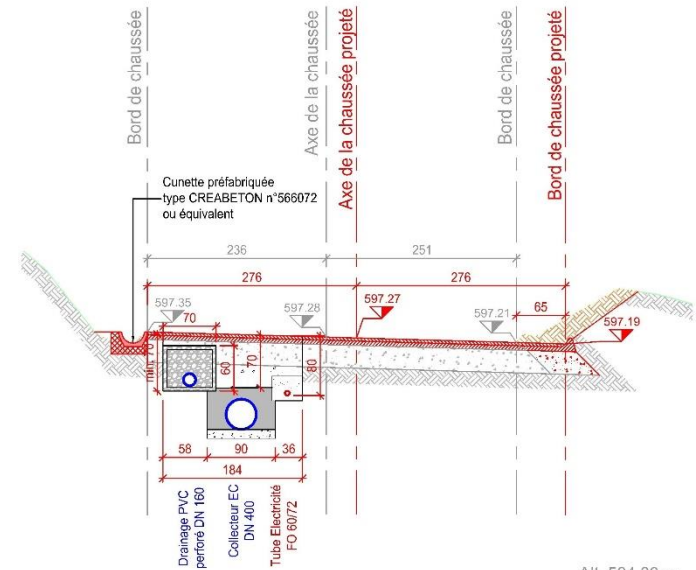 Bord de chaussée
Axe de la chaussée
Axe de la chaussée projeté
Bord de chaussée
Bord de chaussée projeté
Cunette préfabriquée
type CREABETON n°566072
ou équivalent
236
251
276
276
597.35
597.28
597.27
597.21
65
597.19
70
min. 70
60
70
80
58
90
36
184
Drainage PVC
perforé DN 160
Collecteur EC
DN 400
Tube Electricité
FO 60/72